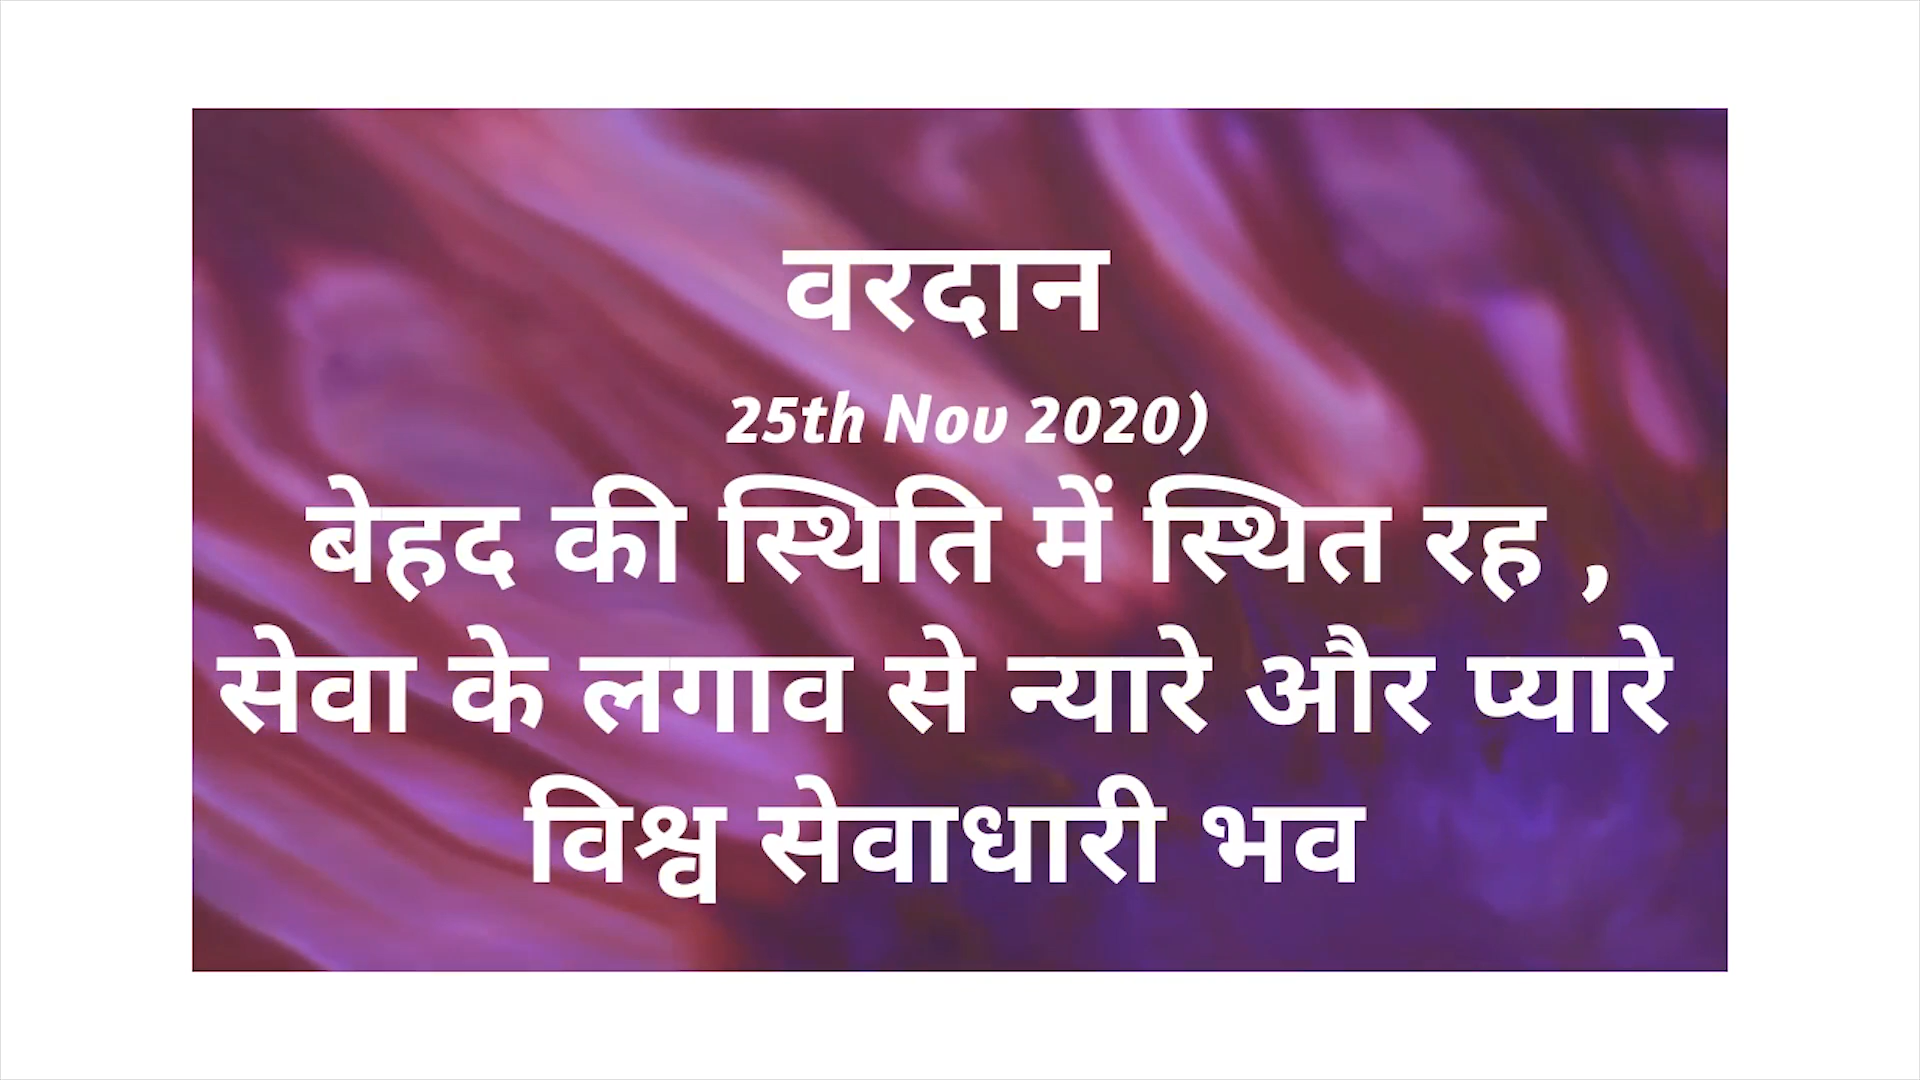 वरदान
25th Nov 2020)
बेहद की स्थिति में स्थित रह ,
सेवा के लगाव से न्यारे और प्यारे
विश्व सेवाधारी भव